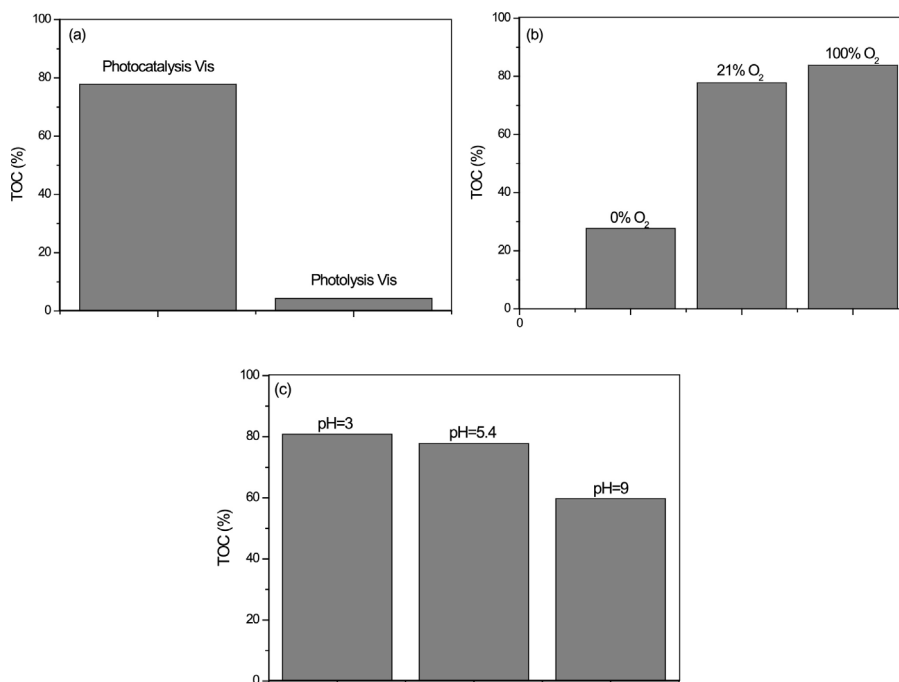 (a)
100
80
60
40
20
0
TOC (%)
Photocatalysis Vis
Photolysis Vis
(b)
100
80
60
40
20
0
0
TOC (%)
0% O₂
21% O₂
100% O₂
(c)
100
80
60
40
20
0
TOC (%)
pH=3
pH=5.4
pH=9